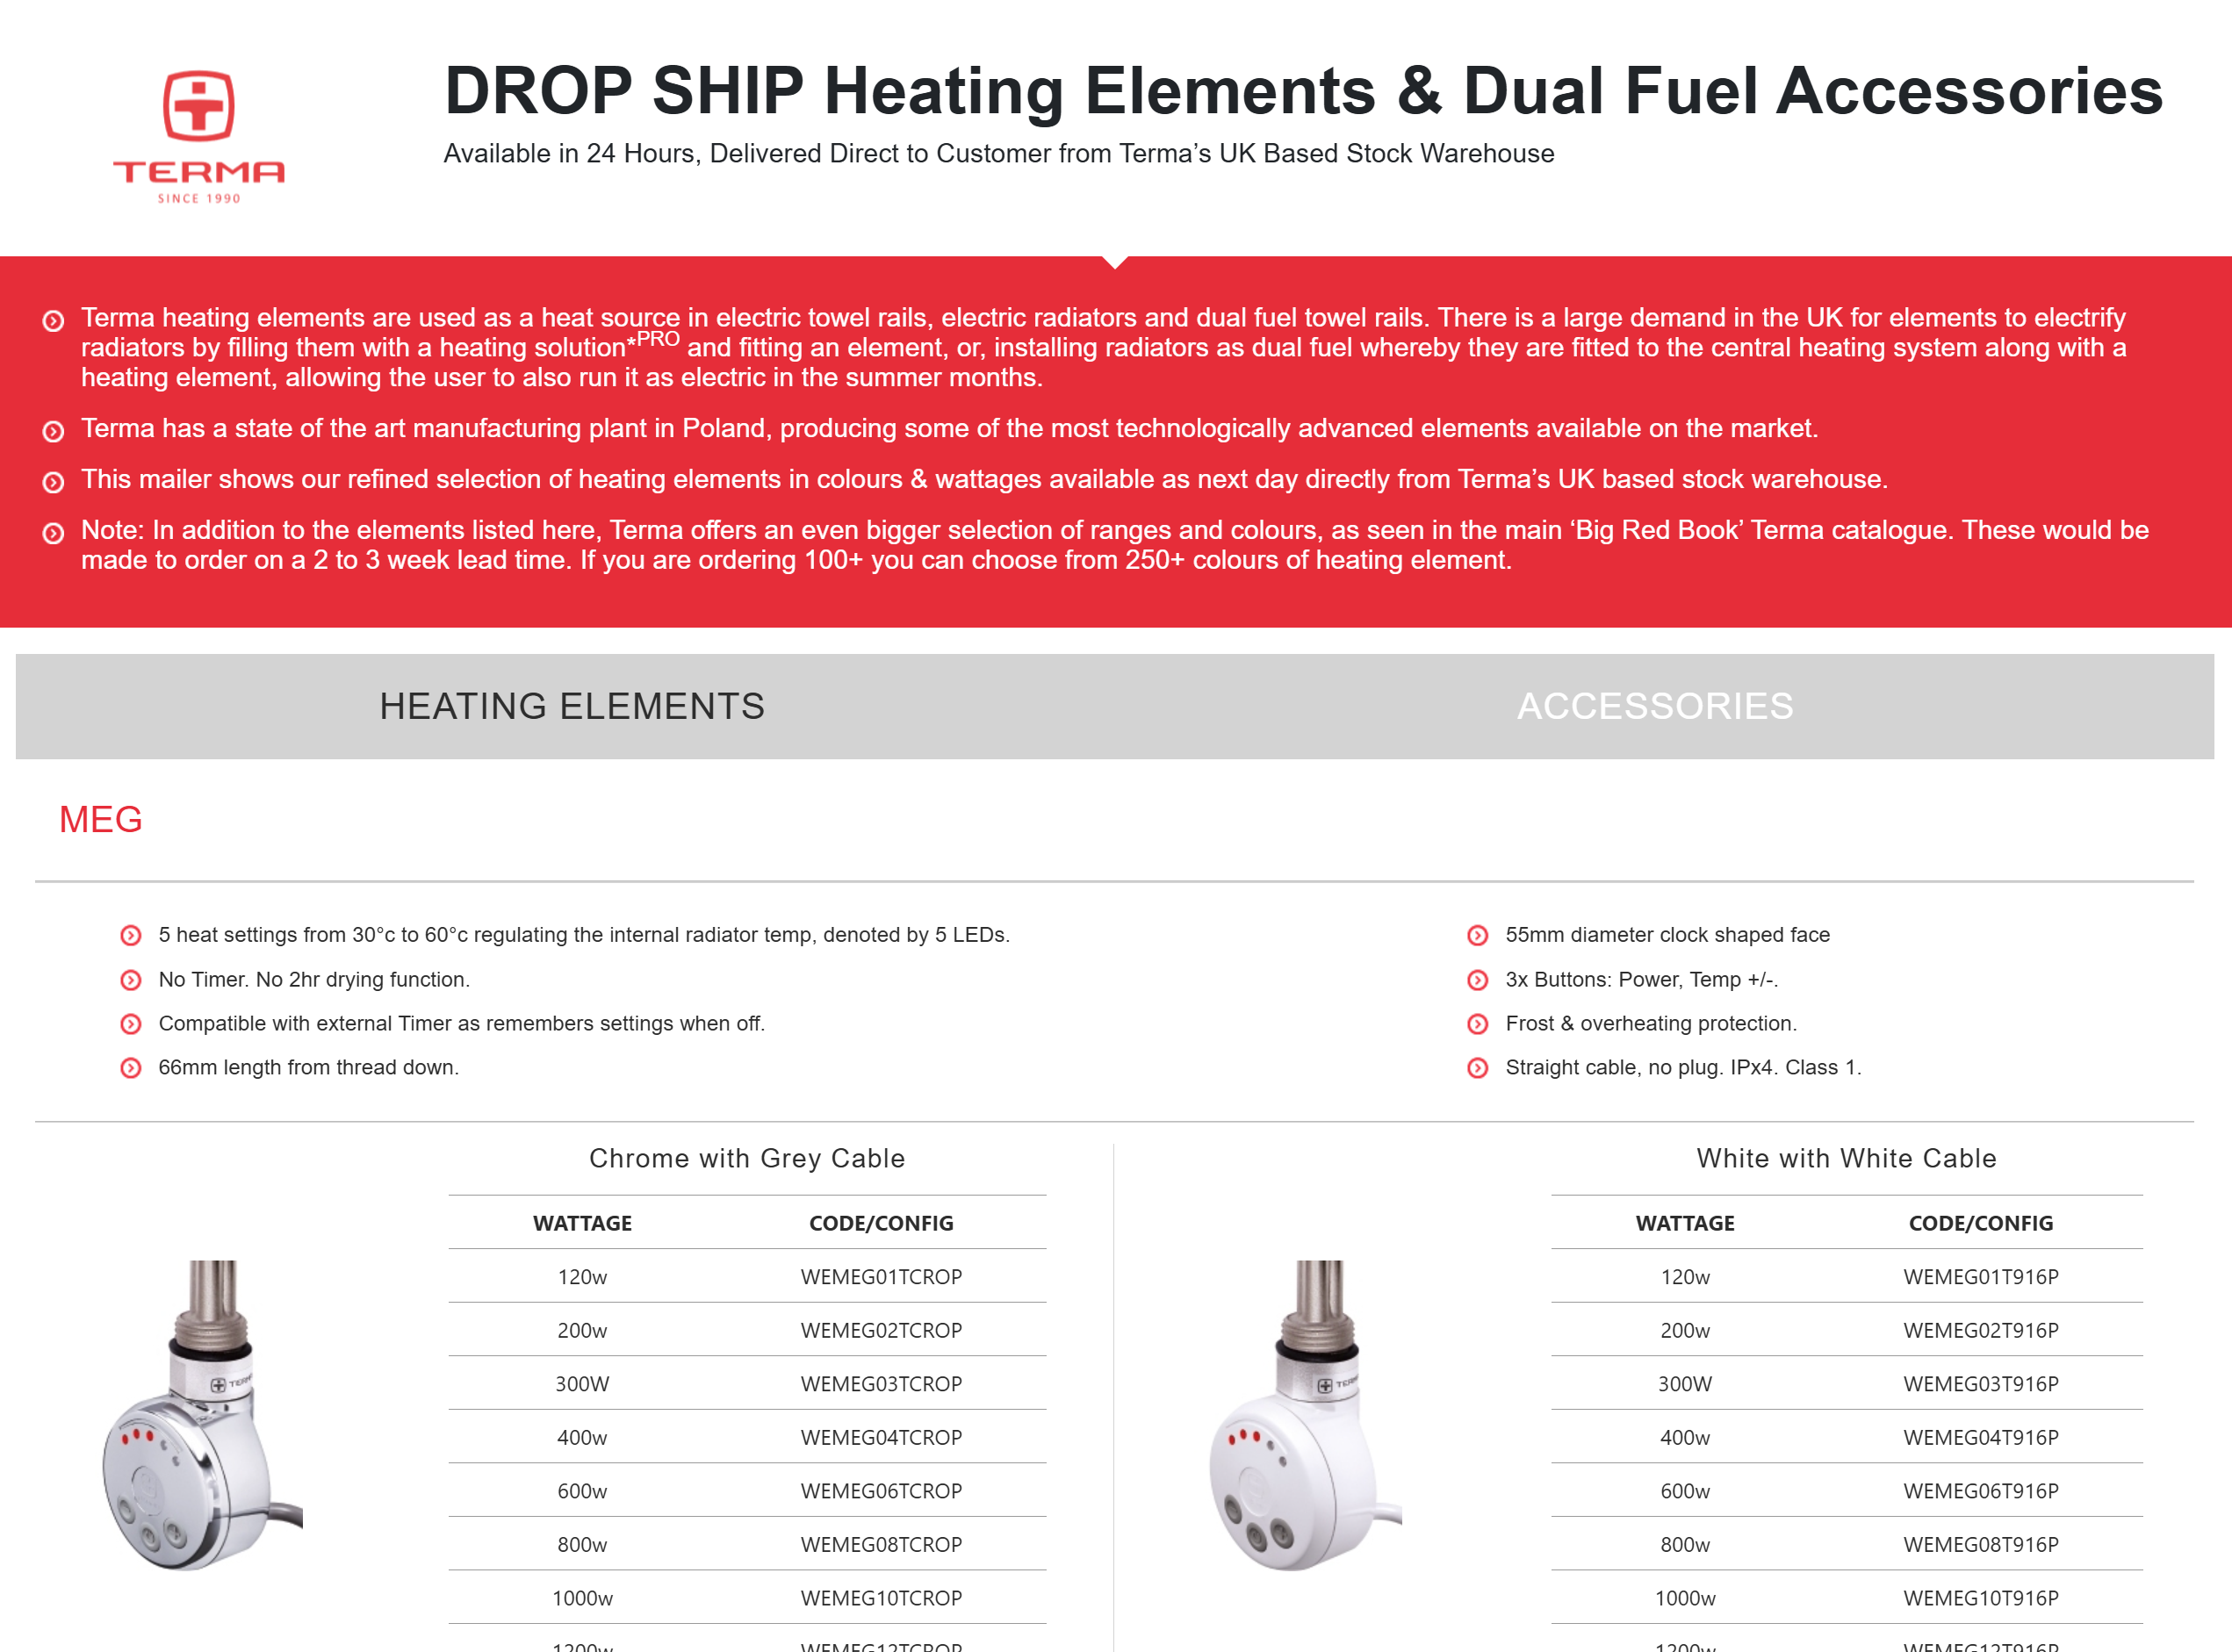 TERMA
SINCE 1990
DROP SHIP Heating Elements & Dual Fuel Accessories
Available in 24 Hours, Delivered Direct to Customer from Terma’s UK Based Stock Warehouse
Terma heating elements are used as a heat source in electric towel rails, electric radiators and dual fuel towel rails. There is a large demand in the UK for elements to electrify
radiators by filling them with a heating solution*PRO and fitting an element, or, installing radiators as dual fuel whereby they are fitted to the central heating system along with a
heating element, allowing the user to also run it as electric in the summer months.
Terma has a state of the art manufacturing plant in Poland, producing some of the most technologically advanced elements available on the market.
This mailer shows our refined selection of heating elements in colours & wattages available as next day directly from Terma’s UK based stock warehouse.
Note: In addition to the elements listed here, Terma offers an even bigger selection of ranges and colours, as seen in the main ‘Big Red Book’ Terma catalogue. These would be
made to order on a 2 to 3 week lead time. If you are ordering 100+ you can choose from 250+ colours of heating element.
HEATING ELEMENTS
ACCESSORIES
MEG
5 heat settings from 30°c to 60°c regulating the internal radiator temp, denoted by 5 LEDs.
No Timer. No 2hr drying function.
Compatible with external Timer as remembers settings when off.
66mm length from thread down.
55mm diameter clock shaped face
3x Buttons: Power, Temp +/-.
Frost & overheating protection.
Straight cable, no plug. IPx4. Class 1.
Chrome with Grey Cable
WATTAGE CODE/CONFIG
120w WEMEG01TCROP
200w WEMEG02TCROP
300W WEMEG03TCROP
400w WEMEG04TCROP
600w WEMEG06TCROP
800w WEMEG08TCROP
1000w WEMEG10TCROP
1200w WEMEG12TCROP
White with White Cable
WATTAGE CODE/CONFIG
120w WEMEG01T916P
200w WEMEG02T916P
300W WEMEG03T916P
400w WEMEG04T916P
600w WEMEG06T916P
800w WEMEG08T916P
1000w WEMEG10T916P
1200w WEMEG12T916P